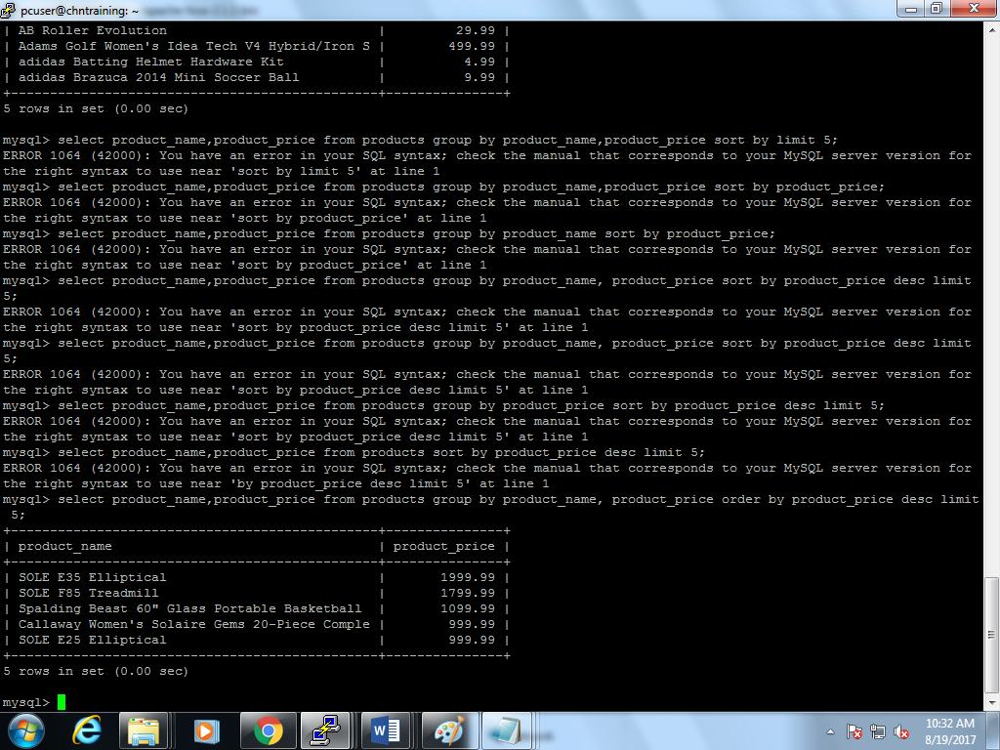 pcuser@chntraining: ~
| AB Roller Evolution | 29.99 |
| Adams Golf Women's Idea Tech V4 Hybrid/Iron S | 499.99 |
| adidas Batting Helmet Hardware Kit | 4.99 |
| adidas Brazuca 2014 Mini Soccer Ball | 9.99 |
+-----------------------------------------------+---------------+
5 rows in set (0.00 sec)
mysql> select product_name,product_price from products group by product_name,product_price sort by limit 5;
ERROR 1064 (42000): You have an error in your SQL syntax; check the manual that corresponds to your MySQL server version for
the right syntax to use near 'sort by limit 5' at line 1
mysql> select product_name,product_price from products group by product_name,product_price sort by product_price;
ERROR 1064 (42000): You have an error in your SQL syntax; check the manual that corresponds to your MySQL server version for
the right syntax to use near 'sort by product_price' at line 1
mysql> select product_name,product_price from products group by product_name sort by product_price;
ERROR 1064 (42000): You have an error in your SQL syntax; check the manual that corresponds to your MySQL server version for
the right syntax to use near 'sort by product_price' at line 1
mysql> select product_name,product_price from products group by product_name, product_price sort by product_price desc limit
5;
ERROR 1064 (42000): You have an error in your SQL syntax; check the manual that corresponds to your MySQL server version for
the right syntax to use near 'sort by product_price desc limit 5' at line 1
mysql> select product_name,product_price from products group by product_name, product_price sort by product_price desc limit
5;
ERROR 1064 (42000): You have an error in your SQL syntax; check the manual that corresponds to your MySQL server version for
the right syntax to use near 'sort by product_price desc limit 5' at line 1
mysql> select product_name,product_price from products group by product_price sort by product_price desc limit 5;
ERROR 1064 (42000): You have an error in your SQL syntax; check the manual that corresponds to your MySQL server version for
the right syntax to use near 'sort by product_price desc limit 5' at line 1
mysql> select product_name,product_price from products sort by product_price desc limit 5;
ERROR 1064 (42000): You have an error in your SQL syntax; check the manual that corresponds to your MySQL server version for
the right syntax to use near 'by product_price desc limit 5' at line 1
mysql> select product_name,product_price from products group by product_name, product_price order by product_price desc limit
5;
+-----------------------------------------------+---------------+
| product_name | product_price |
+-----------------------------------------------+---------------+
| SOLE E35 Elliptical | 1999.99 |
| SOLE F85 Treadmill | 1799.99 |
| Spalding Beast 60" Glass Portable Basketball | 1099.99 |
| Callaway Women's Solaire Gems 20-Piece Comple | 999.99 |
| SOLE E25 Elliptical | 999.99 |
+-----------------------------------------------+---------------+
5 rows in set (0.00 sec)
mysql>
10:32 AM
8/19/2017